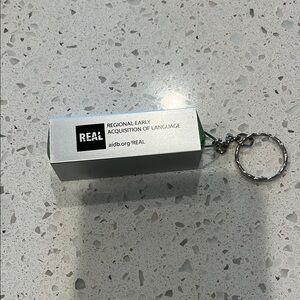 REAL
REGIONAL EARLY
ACQUISITION OF LANGUAGE
aidb.org/REAL